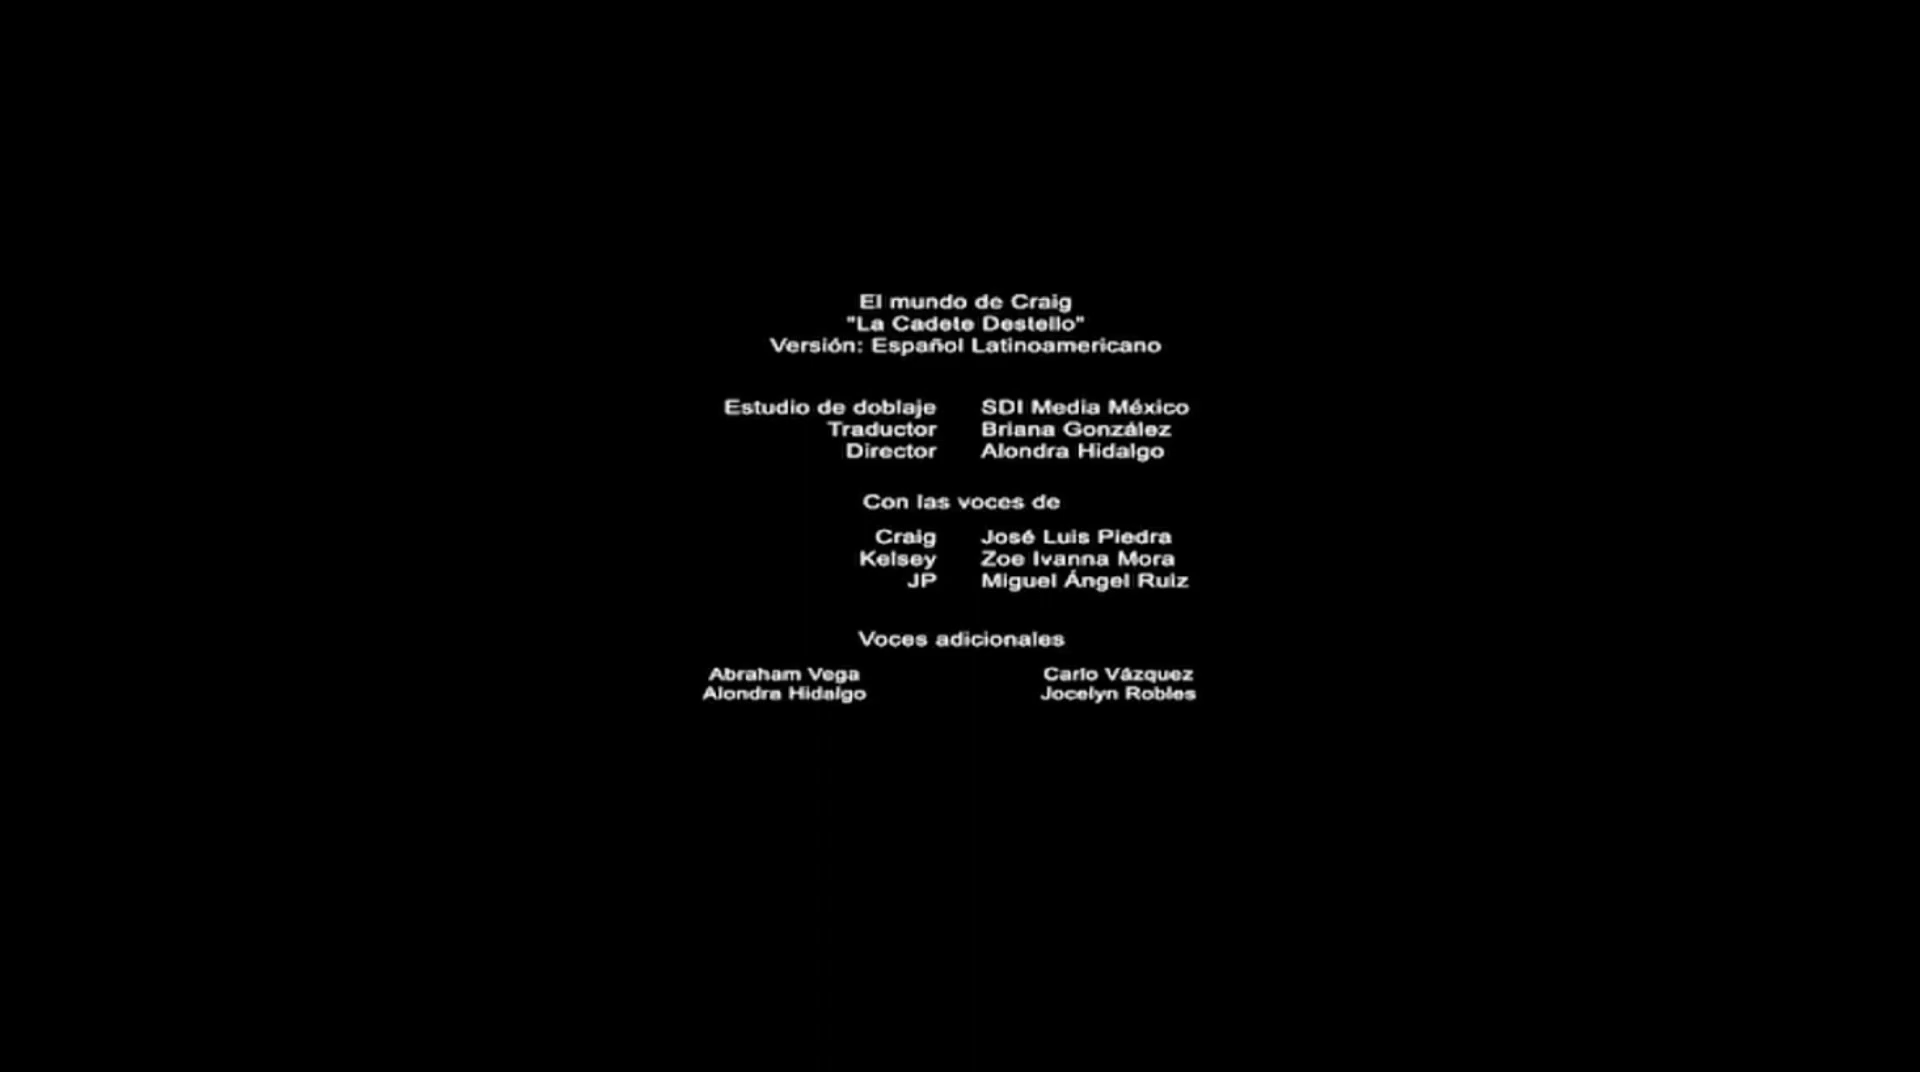 El mundo de Craig
"La Cadete Destello"
Versión: Español Latinoamericano
Estudio de doblaje SDI Media México
Traductor Briana González
Director Alondra Hidalgo
Con las voces de
Craig José Luis Piedra
Kelsey Zoe Ivanna Mora
JP Miguel Ángel Ruiz
Voces adicionales
Abraham Vega Carlo Vázquez
Alondra Hidalgo Jocelyn Robles